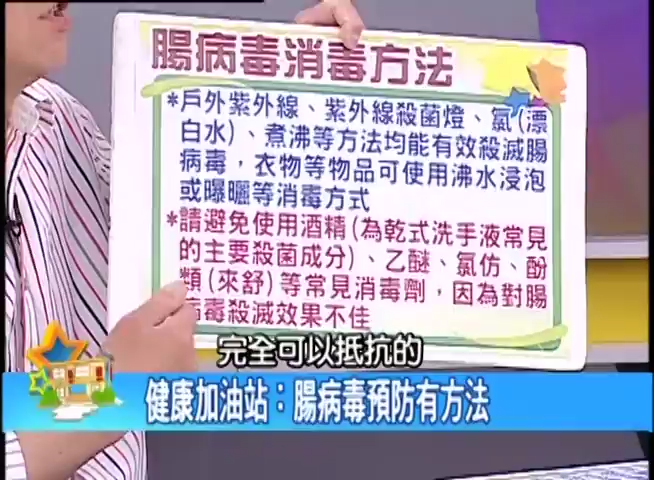 腸病毒消毒方法
*戶外紫外線、紫外線殺菌燈、氯(漂
白水)、煮沸等方法均能有效殺滅腸
病毒，衣物等物品可使用沸水浸泡
或曝曬等消毒方式
*請避免使用酒精(為乾式洗手液常見
的主要殺菌成分)、乙醚、氯仿、酚
類(來舒)等常見消毒劑，因為對腸
病毒殺滅效果不佳
完全可以抵抗的
健康加油站：腸病毒預防有方法